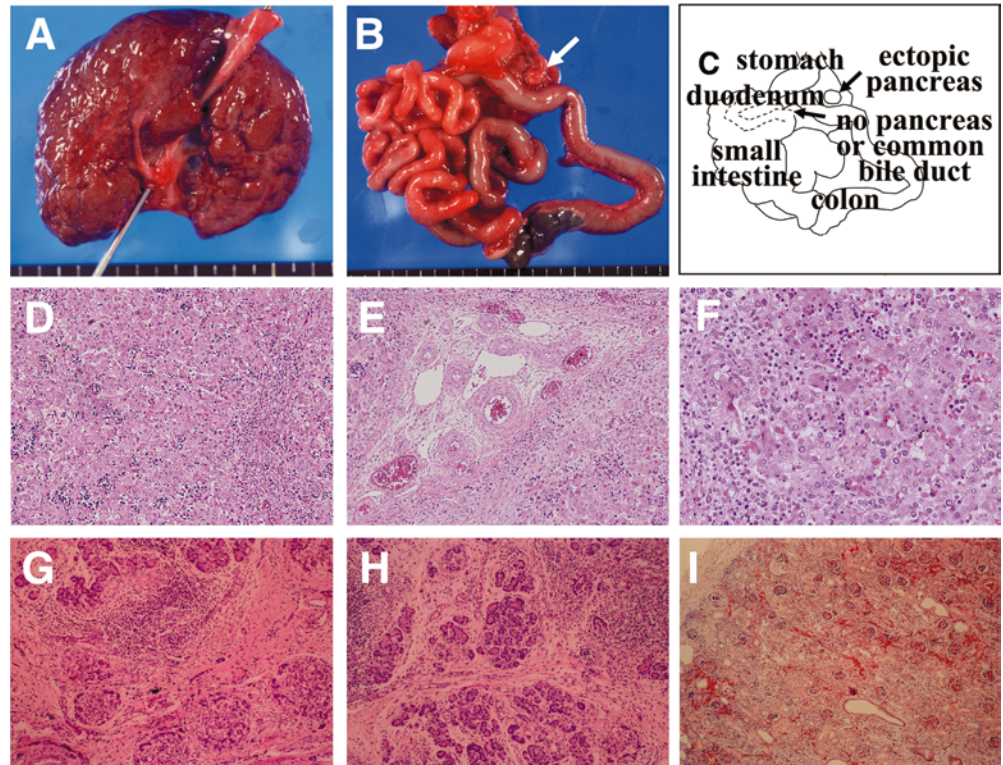 A
B
C
stomach
ectopic
pancreas
duodenum
no pancreas
or common
bile duct
small
intestine
colon
D
E
F
G
H
I